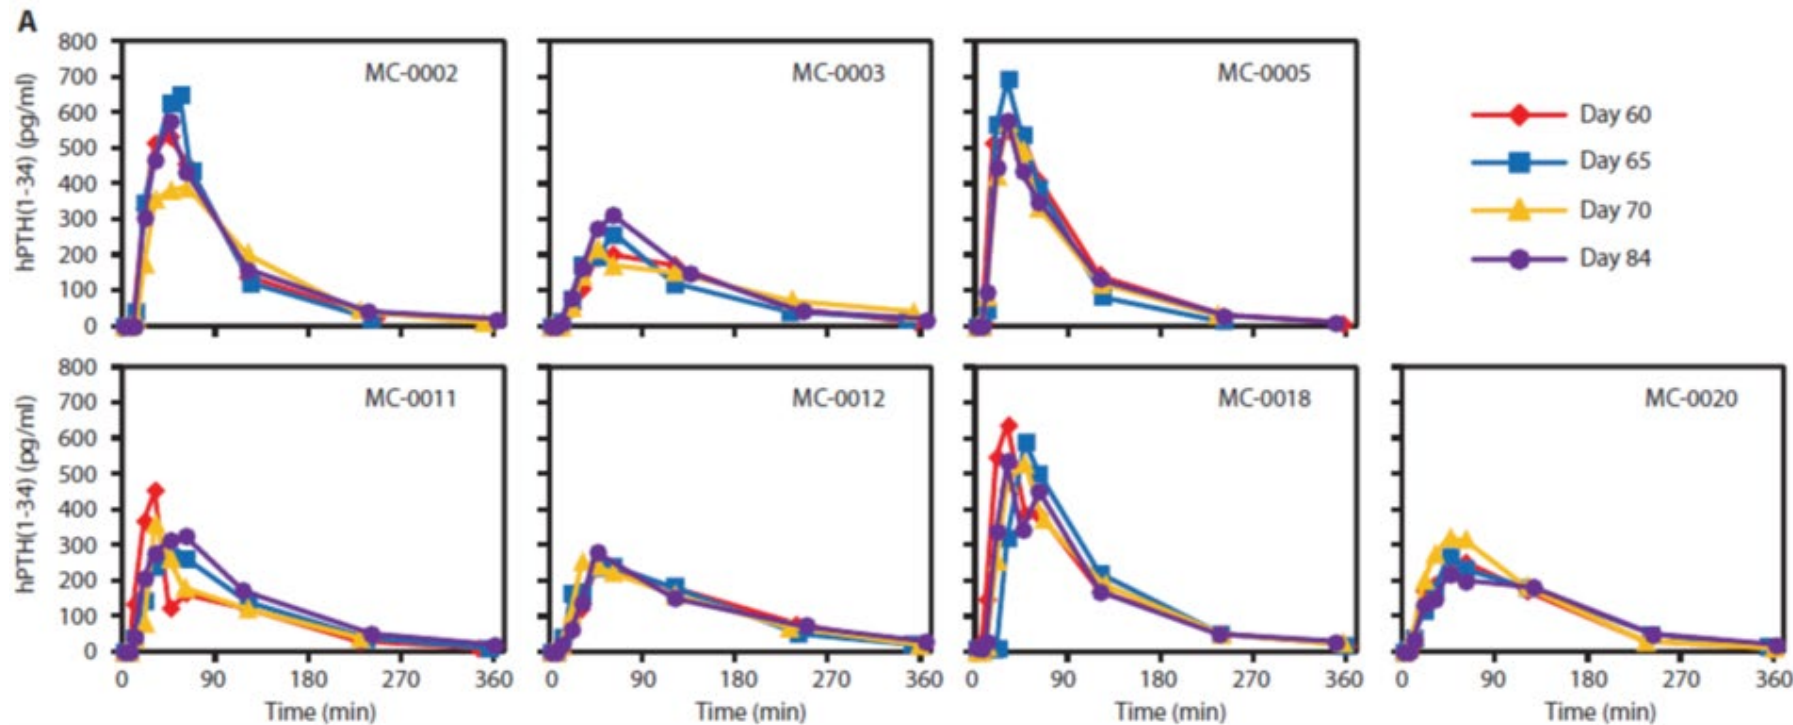 A
hPTH(1-34) (pg/ml)
800
700
600
500
400
300
200
100
0
MC-0002
MC-0003
MC-0005
Day 60
Day 65
Day 70
Day 84
hPTH(1-34) (pg/ml)
800
700
600
500
400
300
200
100
0
MC-0011
MC-0012
MC-0018
MC-0020
0 90 180 270 360
0 90 180 270 360
0 90 180 270 360
0 90 180 270 360
Time (min)
Time (min)
Time (min)
Time (min)